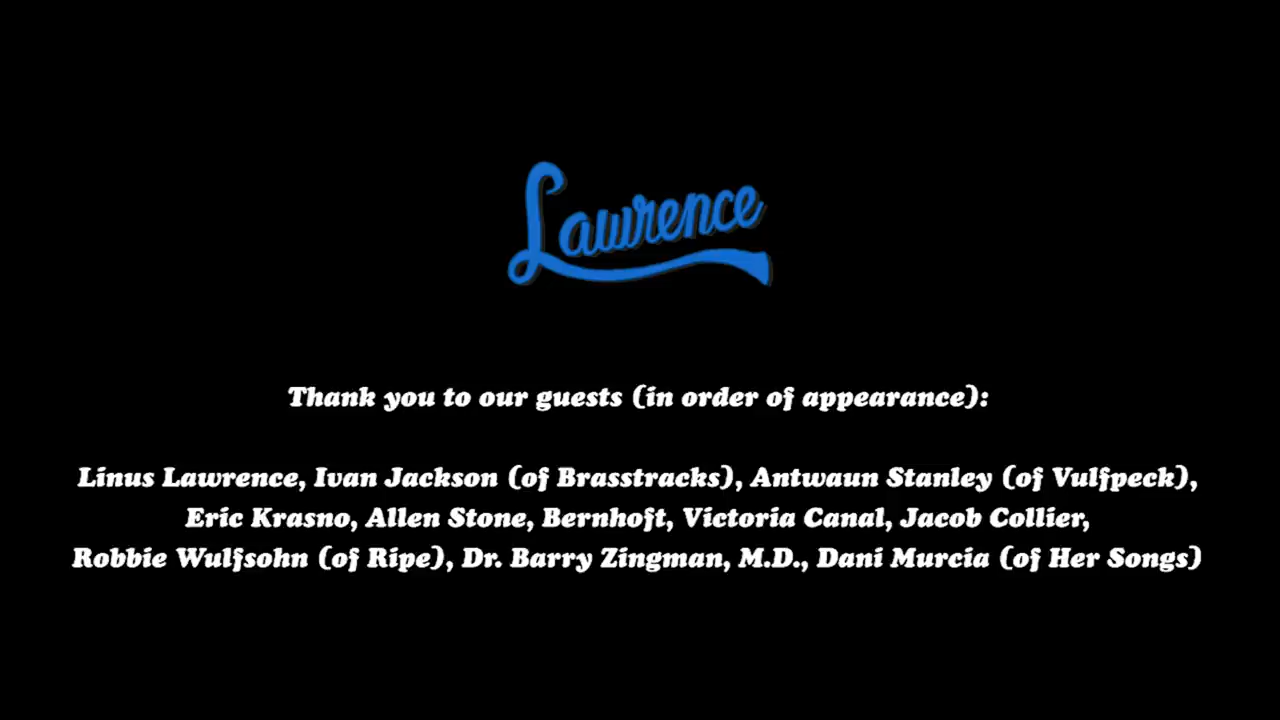 Lawrence
Thank you to our guests (in order of appearance):
Linus Lawrence, Ivan Jackson (of Brasstracks), Antwaun Stanley (of Vulfpeck),
Eric Krasno, Allen Stone, Bernhoft, Victoria Canal, Jacob Collier,
Robbie Wulfsohn (of Ripe), Dr. Barry Zingman, M.D., Dani Murcia (of Her Songs)